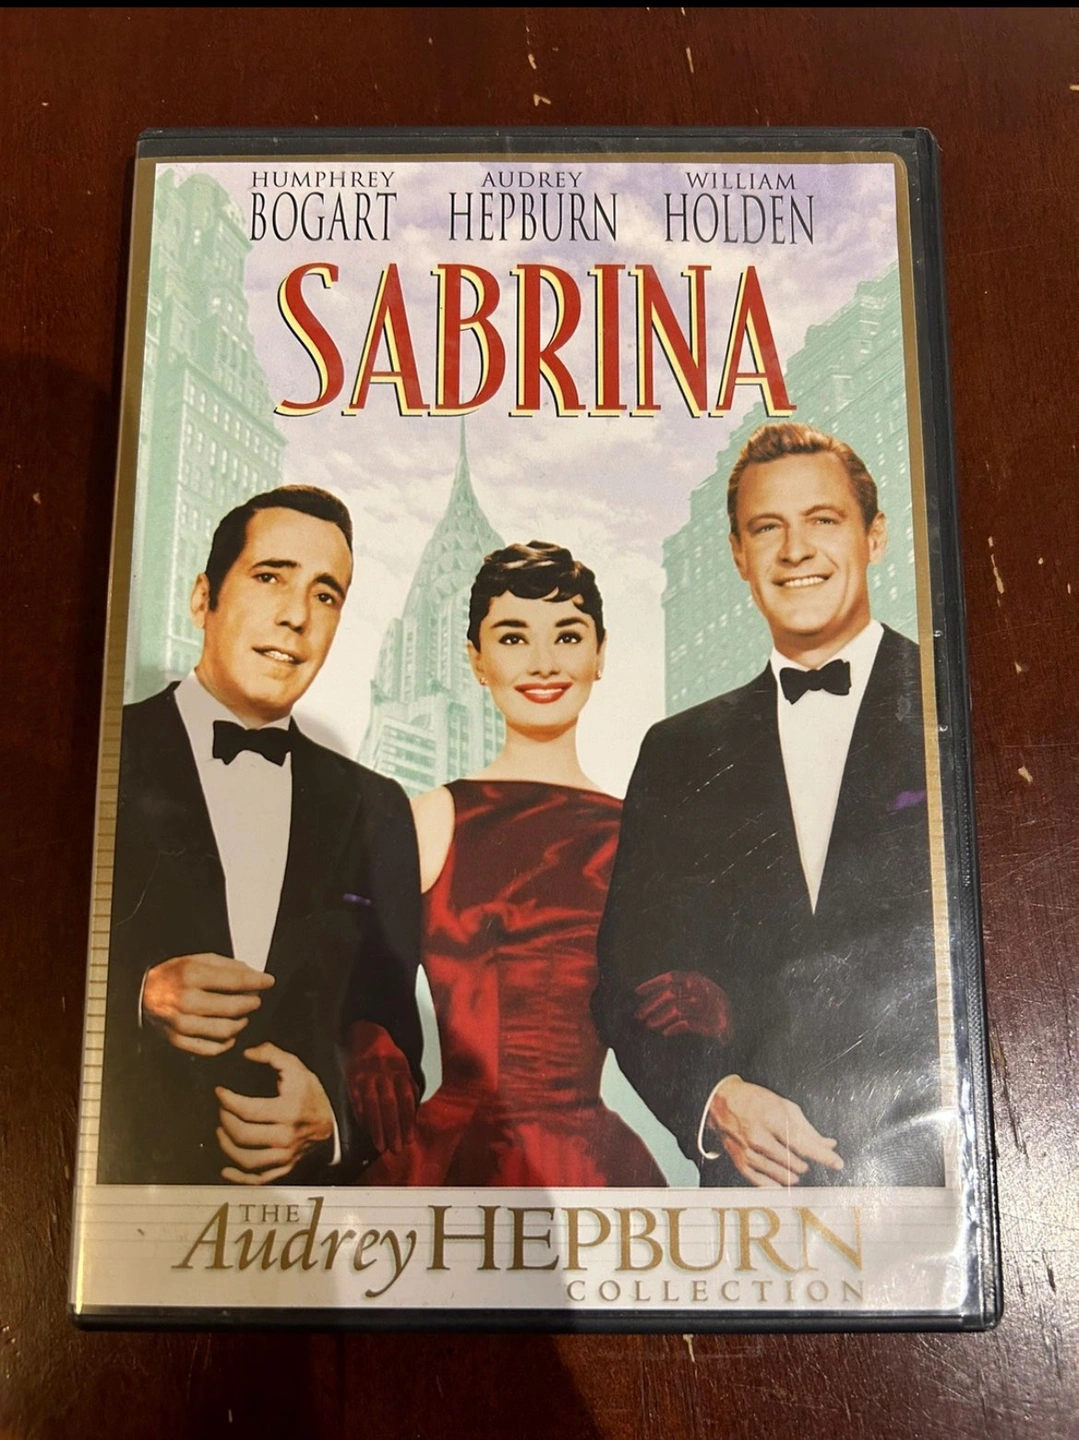 HUMPHREY AUDREY WILLIAM
BOGART HEPBURN HOLDEN
SABRINA
THE
Audrey HEPBURN
COLLECTION